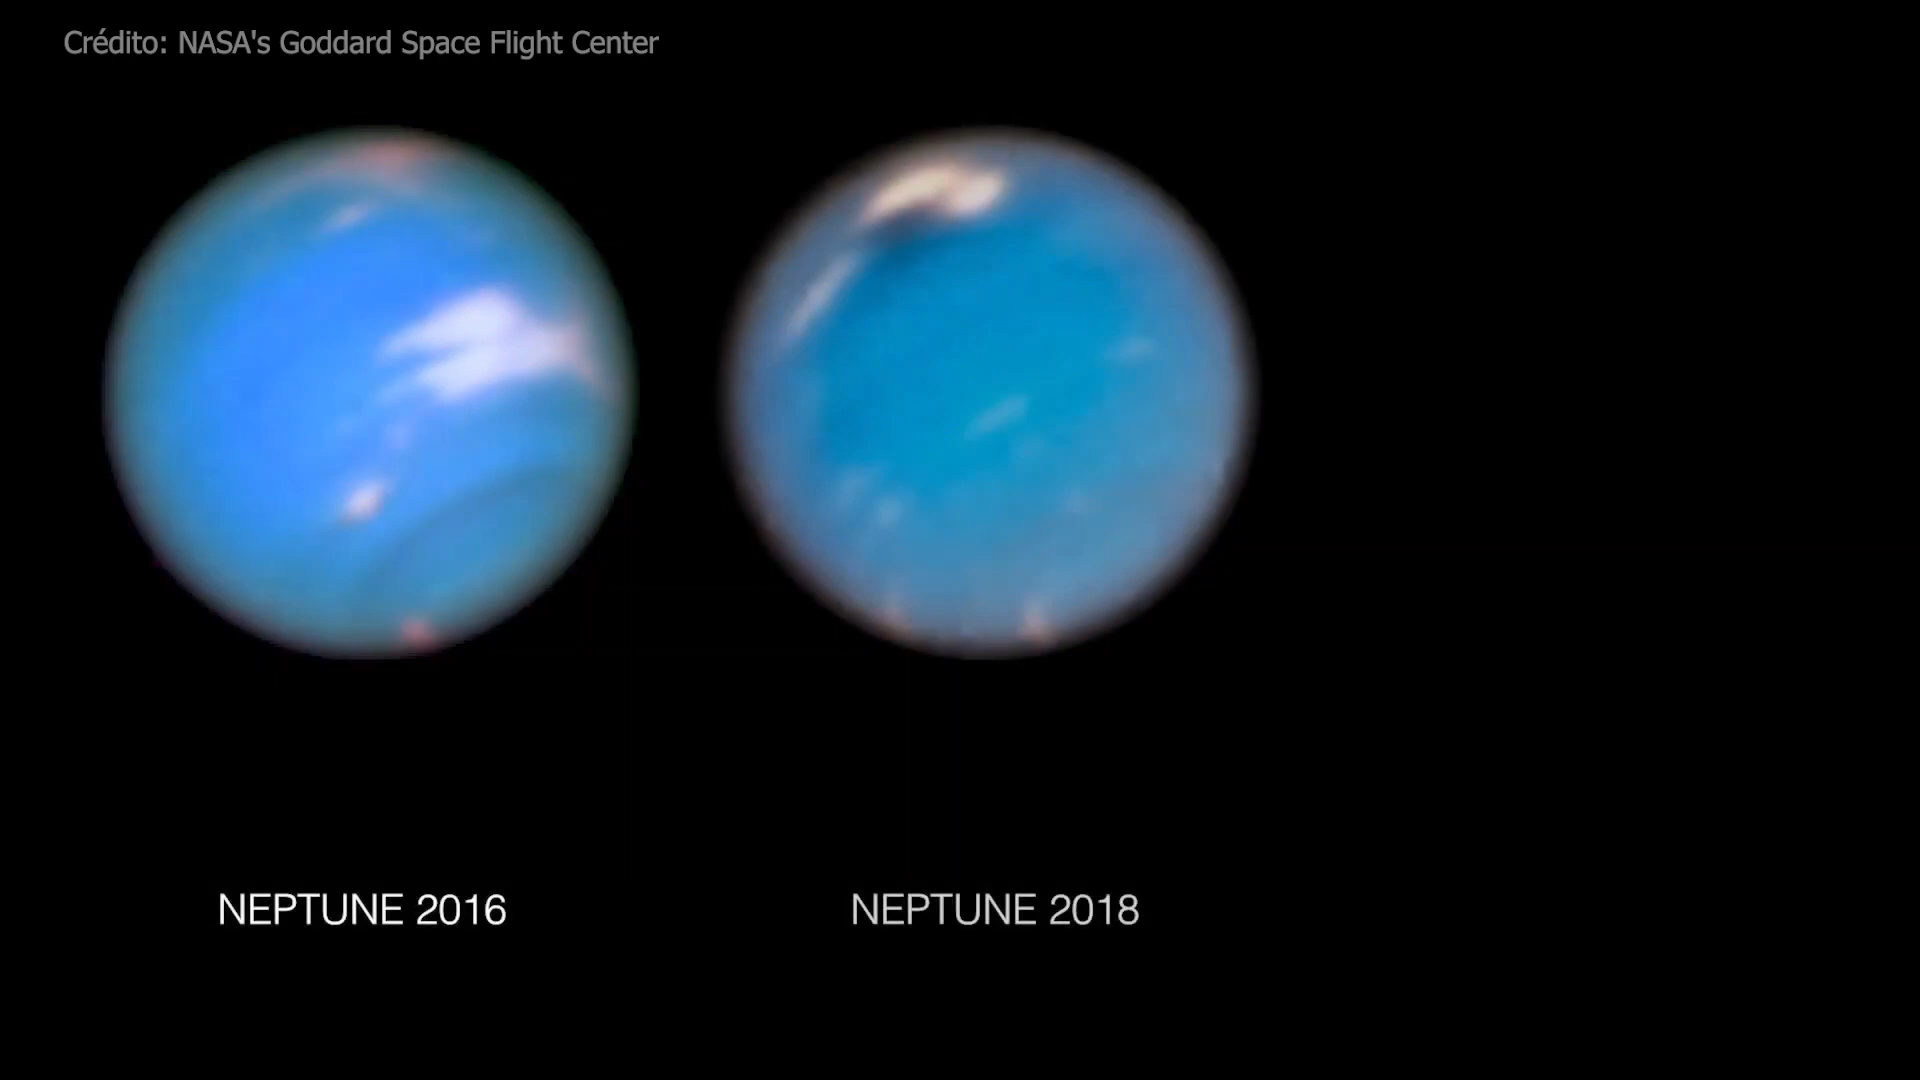 Crédito: NASA's Goddard Space Flight Center
NEPTUNE 2016
NEPTUNE 2018